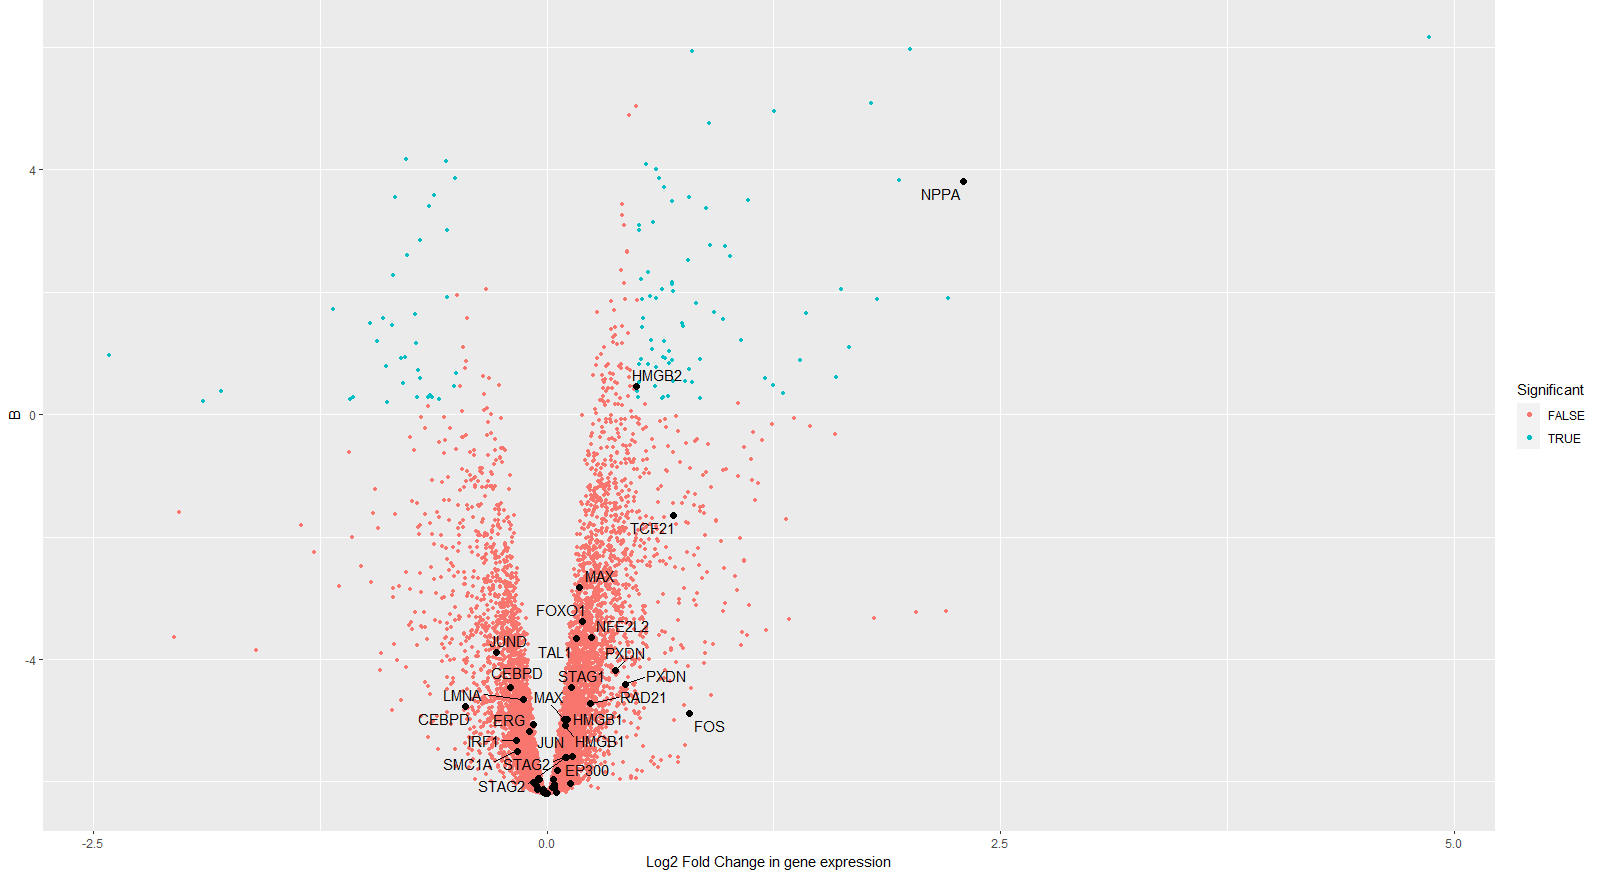 4
NPPA
HMGB2
Significant
FALSE
TRUE
B
0
TCF21
MAX
FOXO1
NFE2L2
JUND
TAL1
PXDN
-4
CEBPD
STAG1
PXDN
LMNA
MAX
RAD21
CEBPD
ERG
HMGB1
FOS
IRF1
JUN
HMGB1
SMC1A
STAG2
EP300
STAG2
-2.5
0.0
2.5
5.0
Log2 Fold Change in gene expression